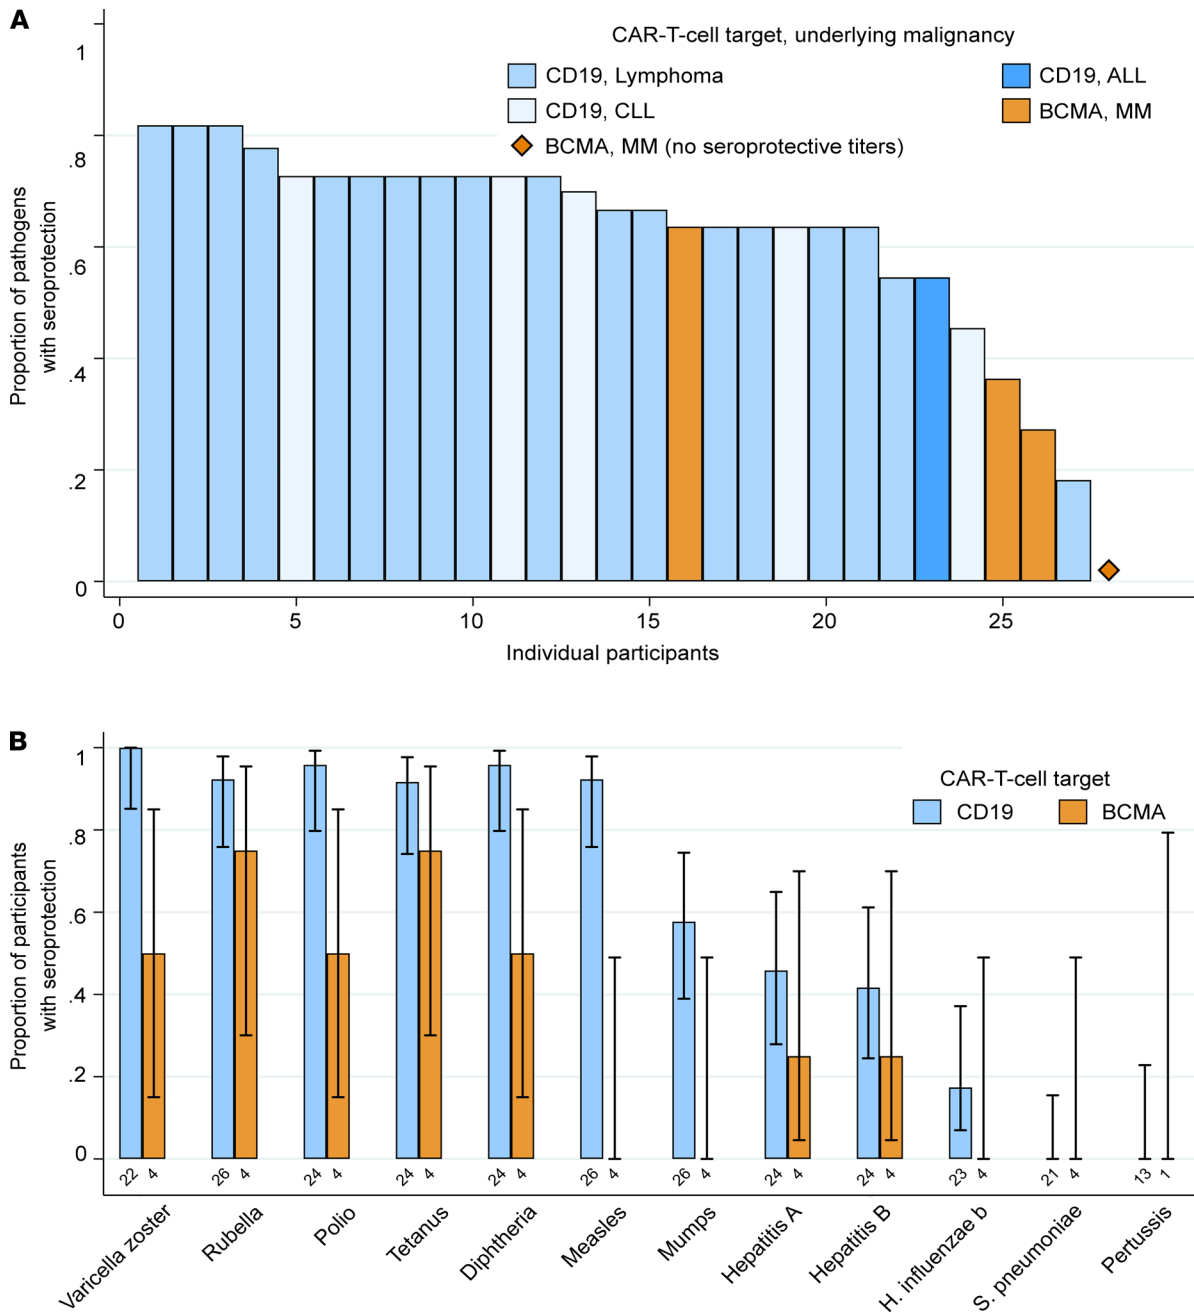 A
CAR-T-cell target, underlying malignancy
CD19, Lymphoma
CD19, ALL
CD19, CLL
BCMA, MM
BCMA, MM (no seroprotective titers)
Proportion of pathogens
with seroprotection
1
.8
.6
.4
.2
0
0 5 10 15 20 25
Individual participants
B
CAR-T-cell target
CD19 BCMA
Proportion of participants
with seroprotection
1
.8
.6
.4
.2
0
22 4 26 4 24 4 24 4 24 4 26 4 26 4 24 4 24 4 23 4 21 4 13 1
Varicella zoster
Rubella
Polio
Tetanus
Diphtheria
Measles
Mumps
Hepatitis A
Hepatitis B
H. influenzae b
S. pneumoniae
Pertussis